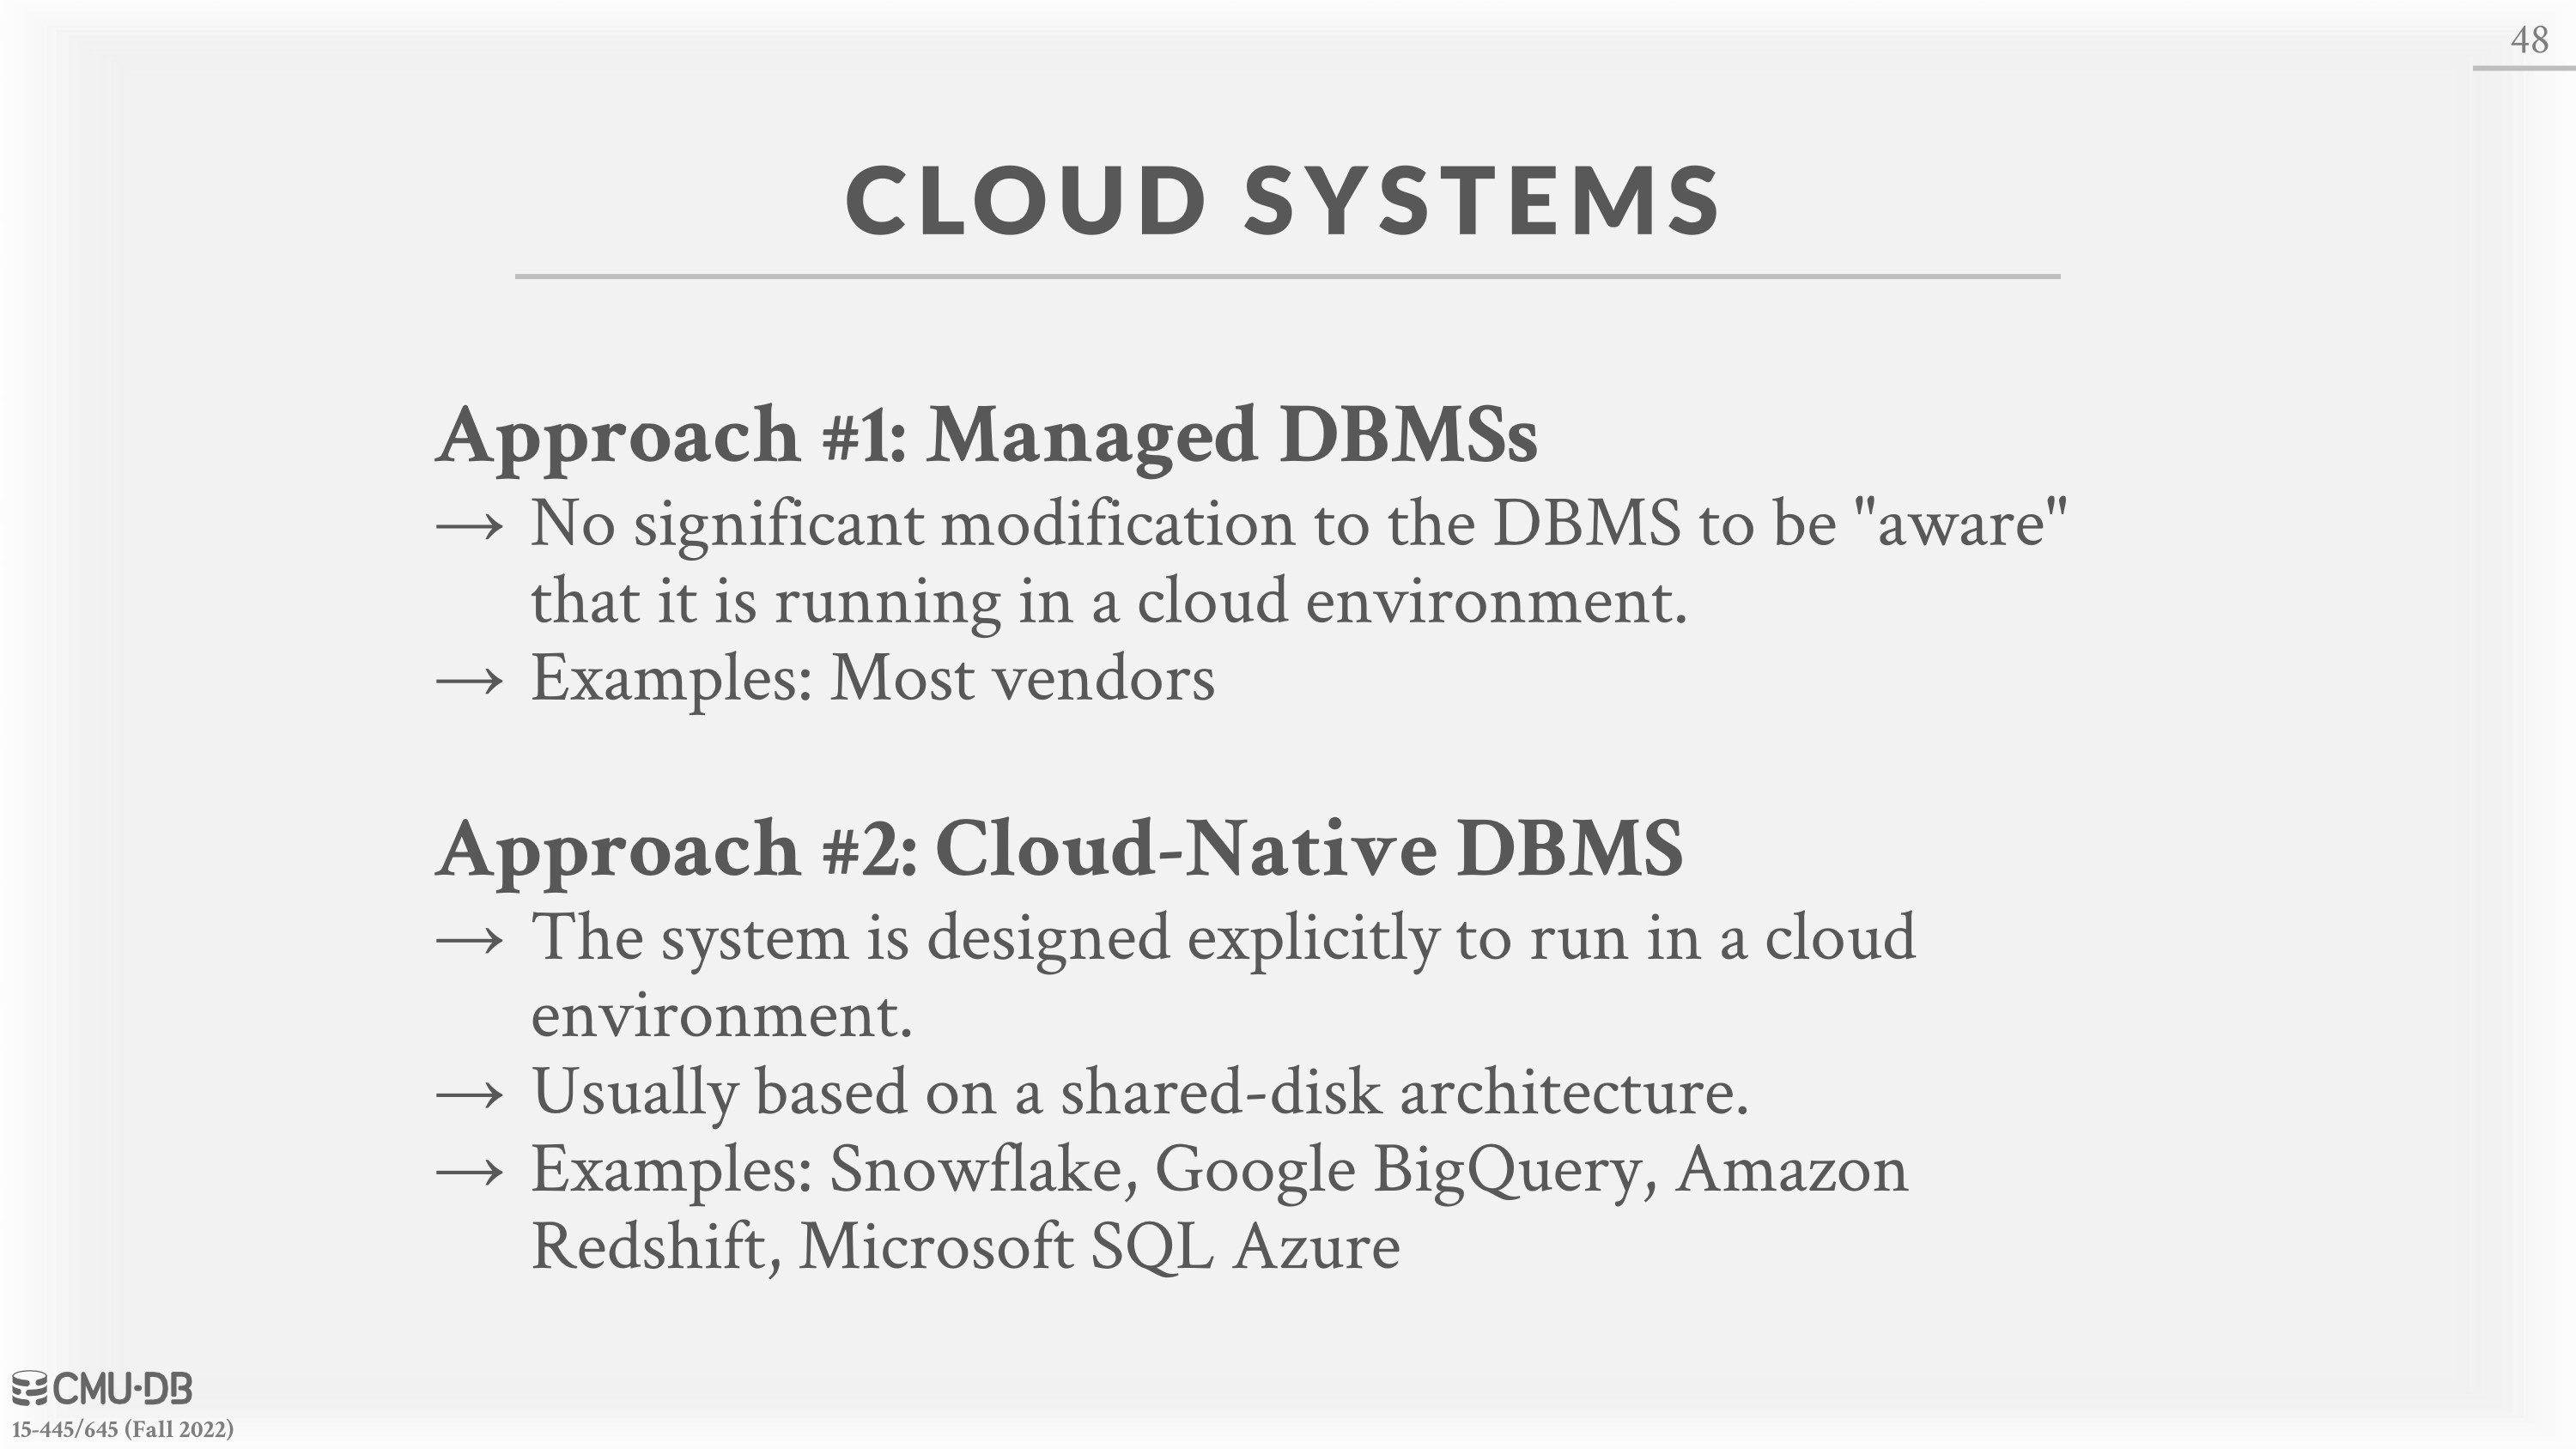 48
CLOUD SYSTEMS
Approach #1: Managed DBMSs
→ No significant modification to the DBMS to be "aware"
that it is running in a cloud environment.
→ Examples: Most vendors
Approach #2: Cloud-Native DBMS
→ The system is designed explicitly to run in a cloud
environment.
→ Usually based on a shared-disk architecture.
→ Examples: Snowflake, Google BigQuery, Amazon
Redshift, Microsoft SQL Azure
CMU·DB
15-445/645 (Fall 2022)